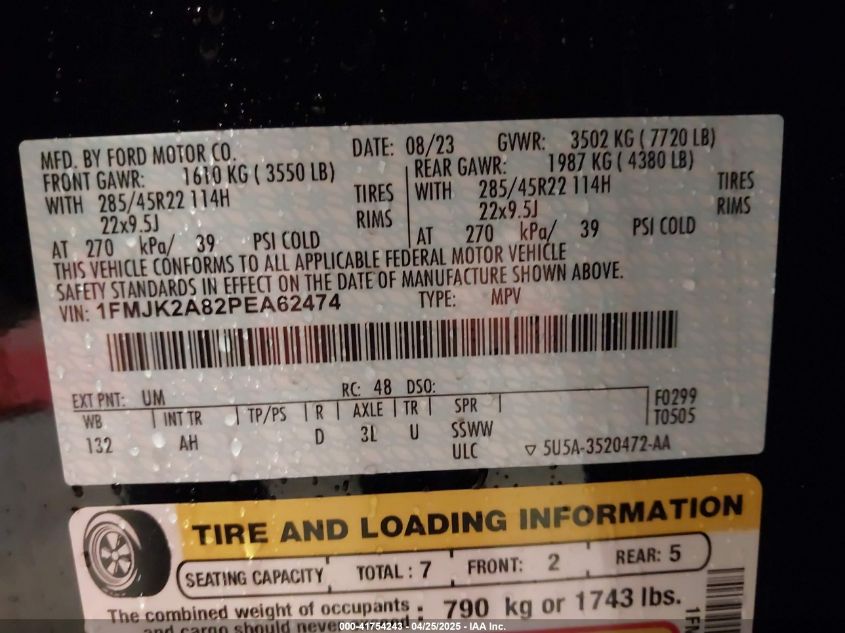 MFD. BY FORD MOTOR CO. DATE: 08/23 GVWR: 3502 KG ( 7720 LB)
FRONT GAWR: 1610 KG ( 3550 LB) REAR GAWR: 1987 KG ( 4380 LB)
WITH 285/45R22 114H TIRES WITH 285/45R22 114H TIRES
22x9.5J RIMS 22x9.5J RIMS
AT 270 kPa/ 39 PSI COLD AT 270 kPa/ 39 PSI COLD
THIS VEHICLE CONFORMS TO ALL APPLICABLE FEDERAL MOTOR VEHICLE
SAFETY STANDARDS IN EFFECT ON THE DATE OF MANUFACTURE SHOWN ABOVE.
VIN: 1FMJK2A82PEA62474 TYPE: MPV
EXT PNT: UM RC: 48 DSO: F0299
WB INT TR TP/PS R AXLE TR SPR T0505
132 AH D 3L U SSWW
ULC ▽ 5U5A-3520472-AA
TIRE AND LOADING INFORMATION
SEATING CAPACITY TOTAL : 7 FRONT: 2 REAR: 5
The combined weight of occupants 790 kg or 1743 lbs.
and cargo should never
1FM
000-41754243 - 04/25/2025 - IAA Inc.